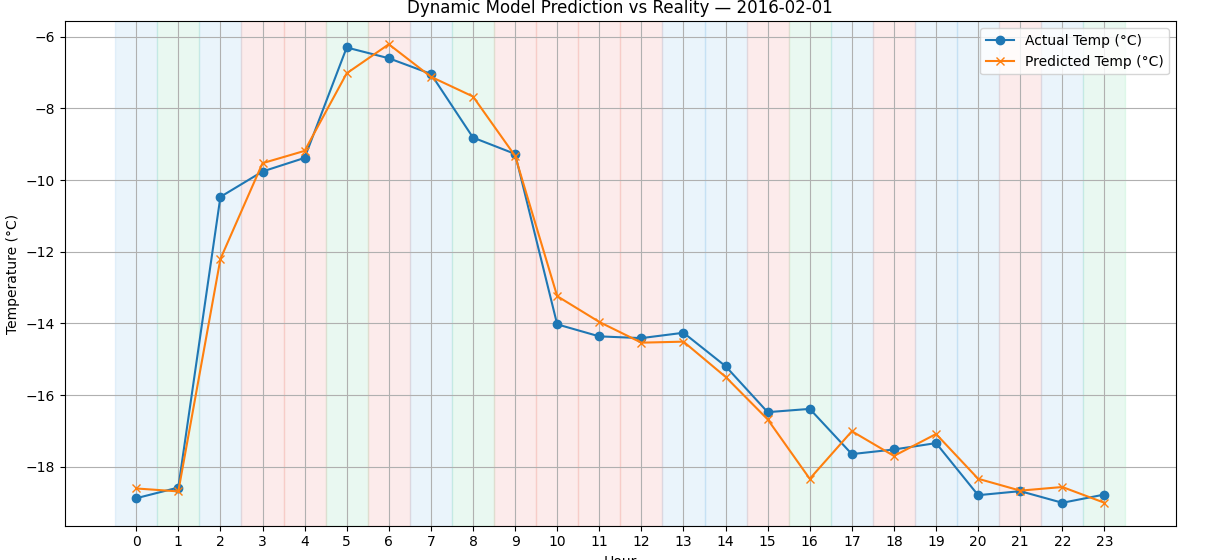 Dynamic Model Prediction vs Reality — 2016-02-01
Actual Temp (°C)
Predicted Temp (°C)
Temperature (°C)
−6
−8
−10
−12
−14
−16
−18
0 1 2 3 4 5 6 7 8 9 10 11 12 13 14 15 16 17 18 19 20 21 22 23
Hour